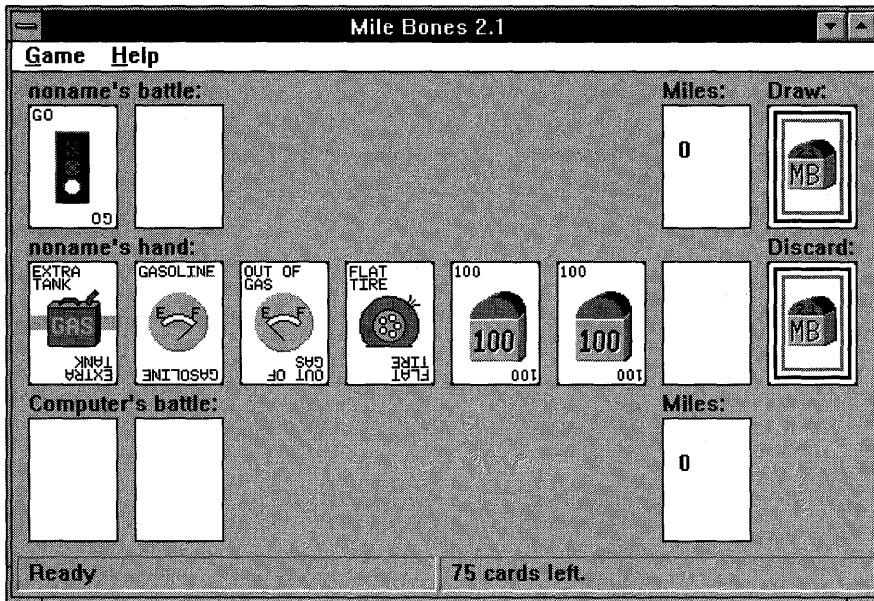 Mile Bones 2.1
Game Help
noname's battle:
Miles:
Draw:
GO
GO
0
MB
noname's hand:
Discard:
EXTRA
TANK
GAS
EXTRA
TANK
GASOLINE
E F
GASOLINE
OUT OF
GAS
E F
OUT OF
GAS
FLAT
TIRE
FLAT
TIRE
100
100
100
100
100
100
MB
Computer's battle:
Miles:
0
Ready
75 cards left.